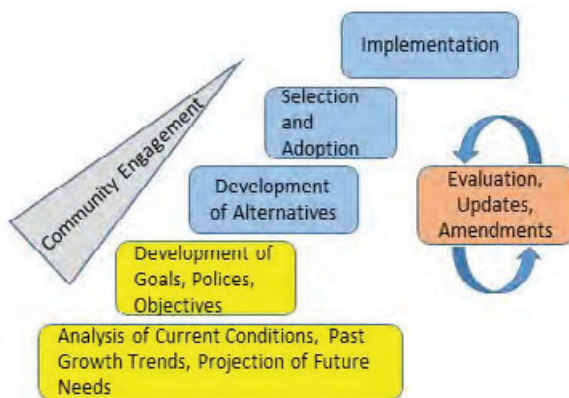 Implementation
Selection
and
Adoption
Community Engagement
Development
of Alternatives
Evaluation,
Updates,
Amendments
Development of
Goals, Polices,
Objectives
Analysis of Current Conditions, Past
Growth Trends, Projection of Future
Needs